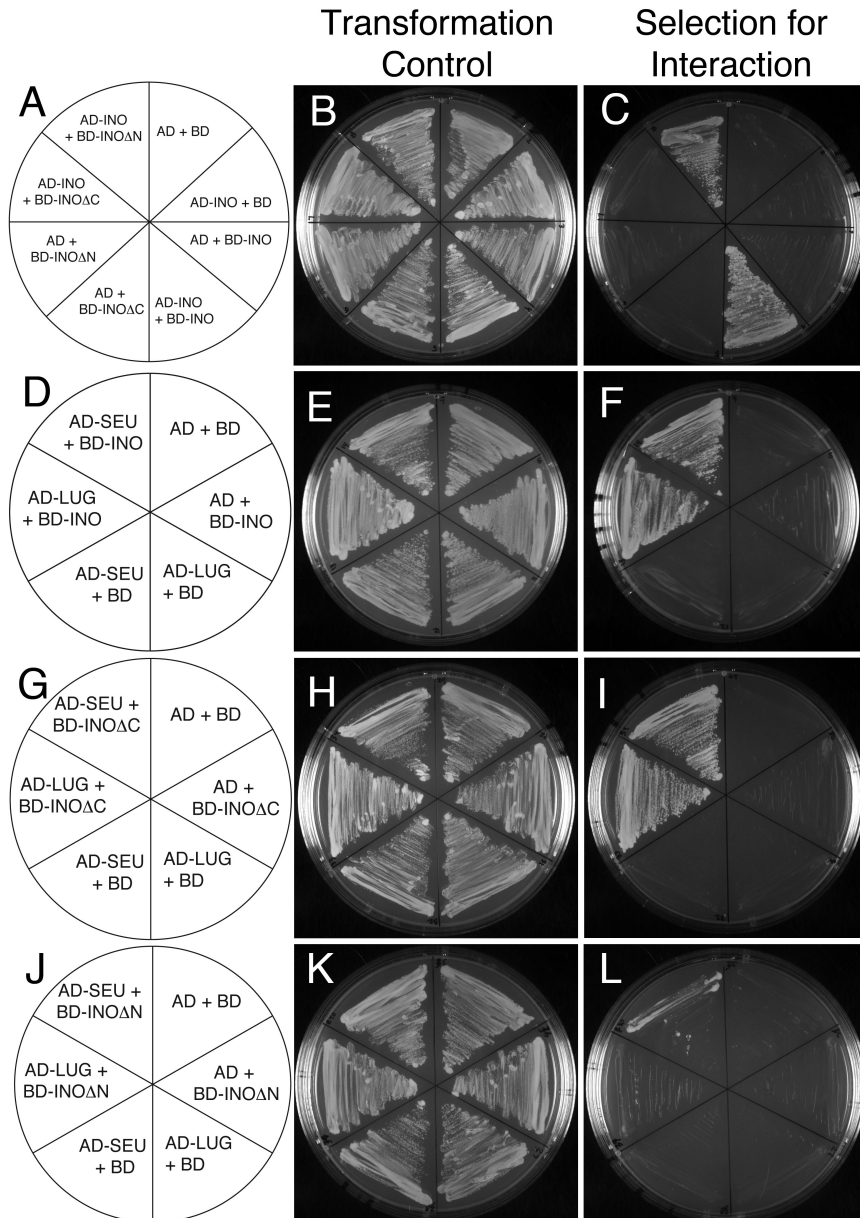 Transformation
Control
Selection for
Interaction
A
AD-INO
+ BD-INOΔN
AD + BD
AD-INO
+ BD-INOΔC
AD-INO + BD
AD +
BD-INOΔN
AD + BD-INO
AD +
BD-INOΔC
AD-INO
+ BD-INO
B
C
D
AD-SEU
+ BD-INO
AD + BD
AD-LUG
+ BD-INO
AD +
BD-INO
AD-SEU
+ BD
AD-LUG
+ BD
E
F
G
AD-SEU +
BD-INOΔC
AD + BD
AD-LUG +
BD-INOΔC
AD +
BD-INOΔC
AD-SEU
+ BD
AD-LUG
+ BD
H
I
J
AD-SEU +
BD-INOΔN
AD + BD
AD-LUG +
BD-INOΔN
AD +
BD-INOΔN
AD-SEU
+ BD
AD-LUG
+ BD
K
L